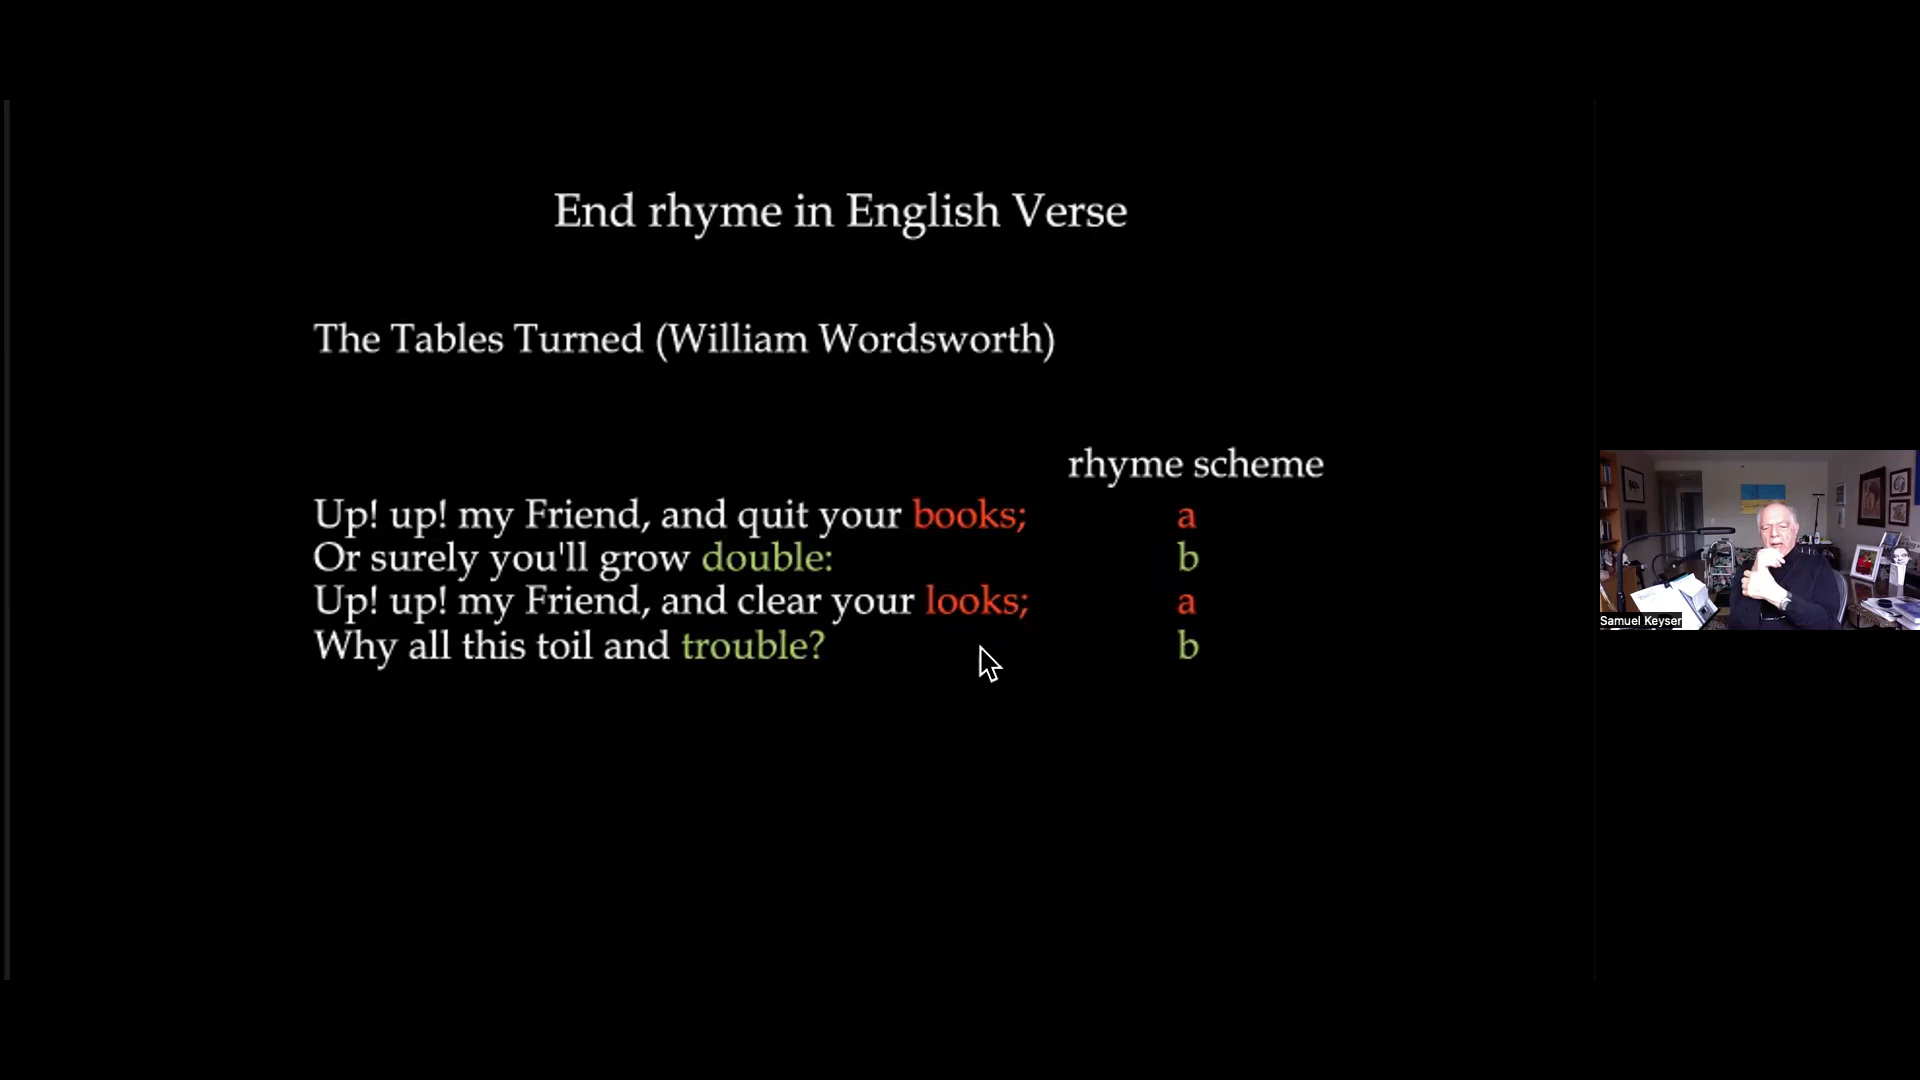 End rhyme in English Verse
The Tables Turned (William Wordsworth)
rhyme scheme
Up! up! my Friend, and quit your books; a
Or surely you'll grow double: b
Up! up! my Friend, and clear your looks; a
Why all this toil and trouble? b
Samuel Keyser